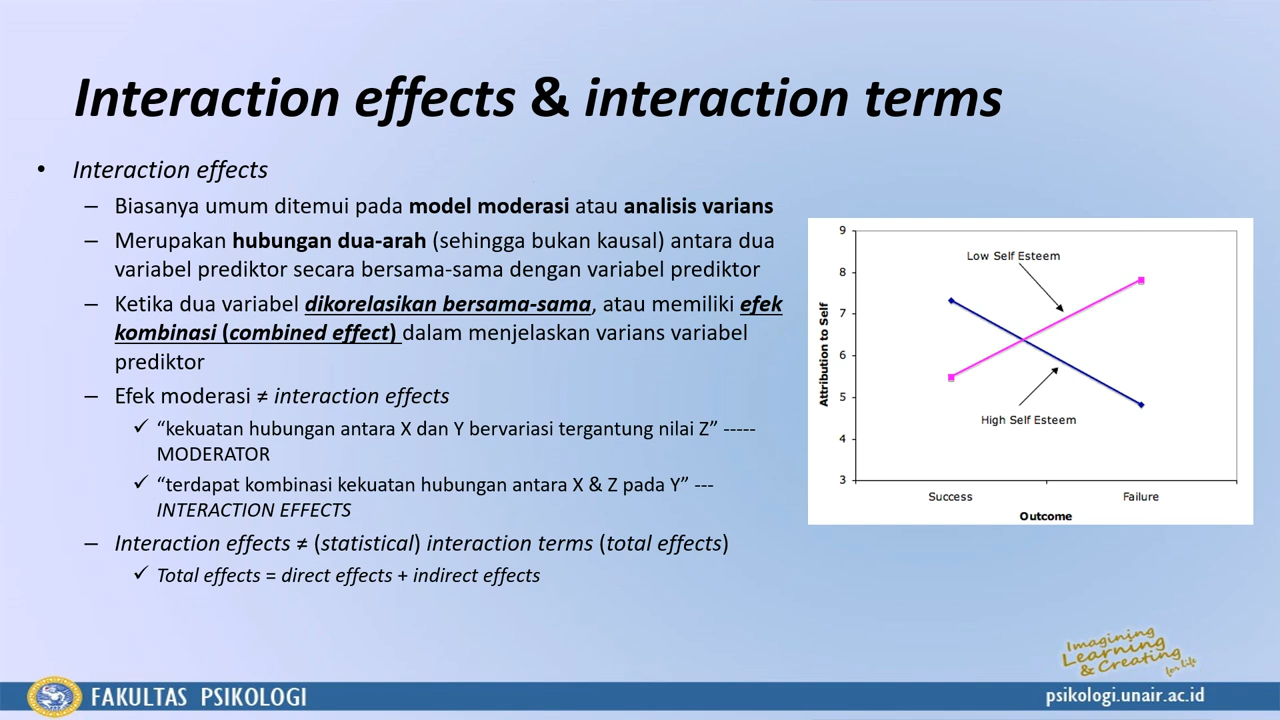 Interaction effects & interaction terms
• Interaction effects
– Biasanya umum ditemui pada model moderasi atau analisis varians
– Merupakan hubungan dua-arah (sehingga bukan kausal) antara dua
variabel prediktor secara bersama-sama dengan variabel prediktor
– Ketika dua variabel dikorelasikan bersama-sama, atau memiliki efek
kombinasi (combined effect) dalam menjelaskan varians variabel
prediktor
– Efek moderasi ≠ interaction effects
✓ “kekuatan hubungan antara X dan Y bervariasi tergantung nilai Z” -----
MODERATOR
✓ “terdapat kombinasi kekuatan hubungan antara X & Z pada Y” ---
INTERACTION EFFECTS
– Interaction effects ≠ (statistical) interaction terms (total effects)
✓ Total effects = direct effects + indirect effects
Attribution to Self
9
8
7
6
5
4
3
Low Self Esteem
High Self Esteem
Success
Failure
Outcome
Imagining
Learning
& Creating
for life
FAKULTAS PSIKOLOGI
psikologi.unair.ac.id